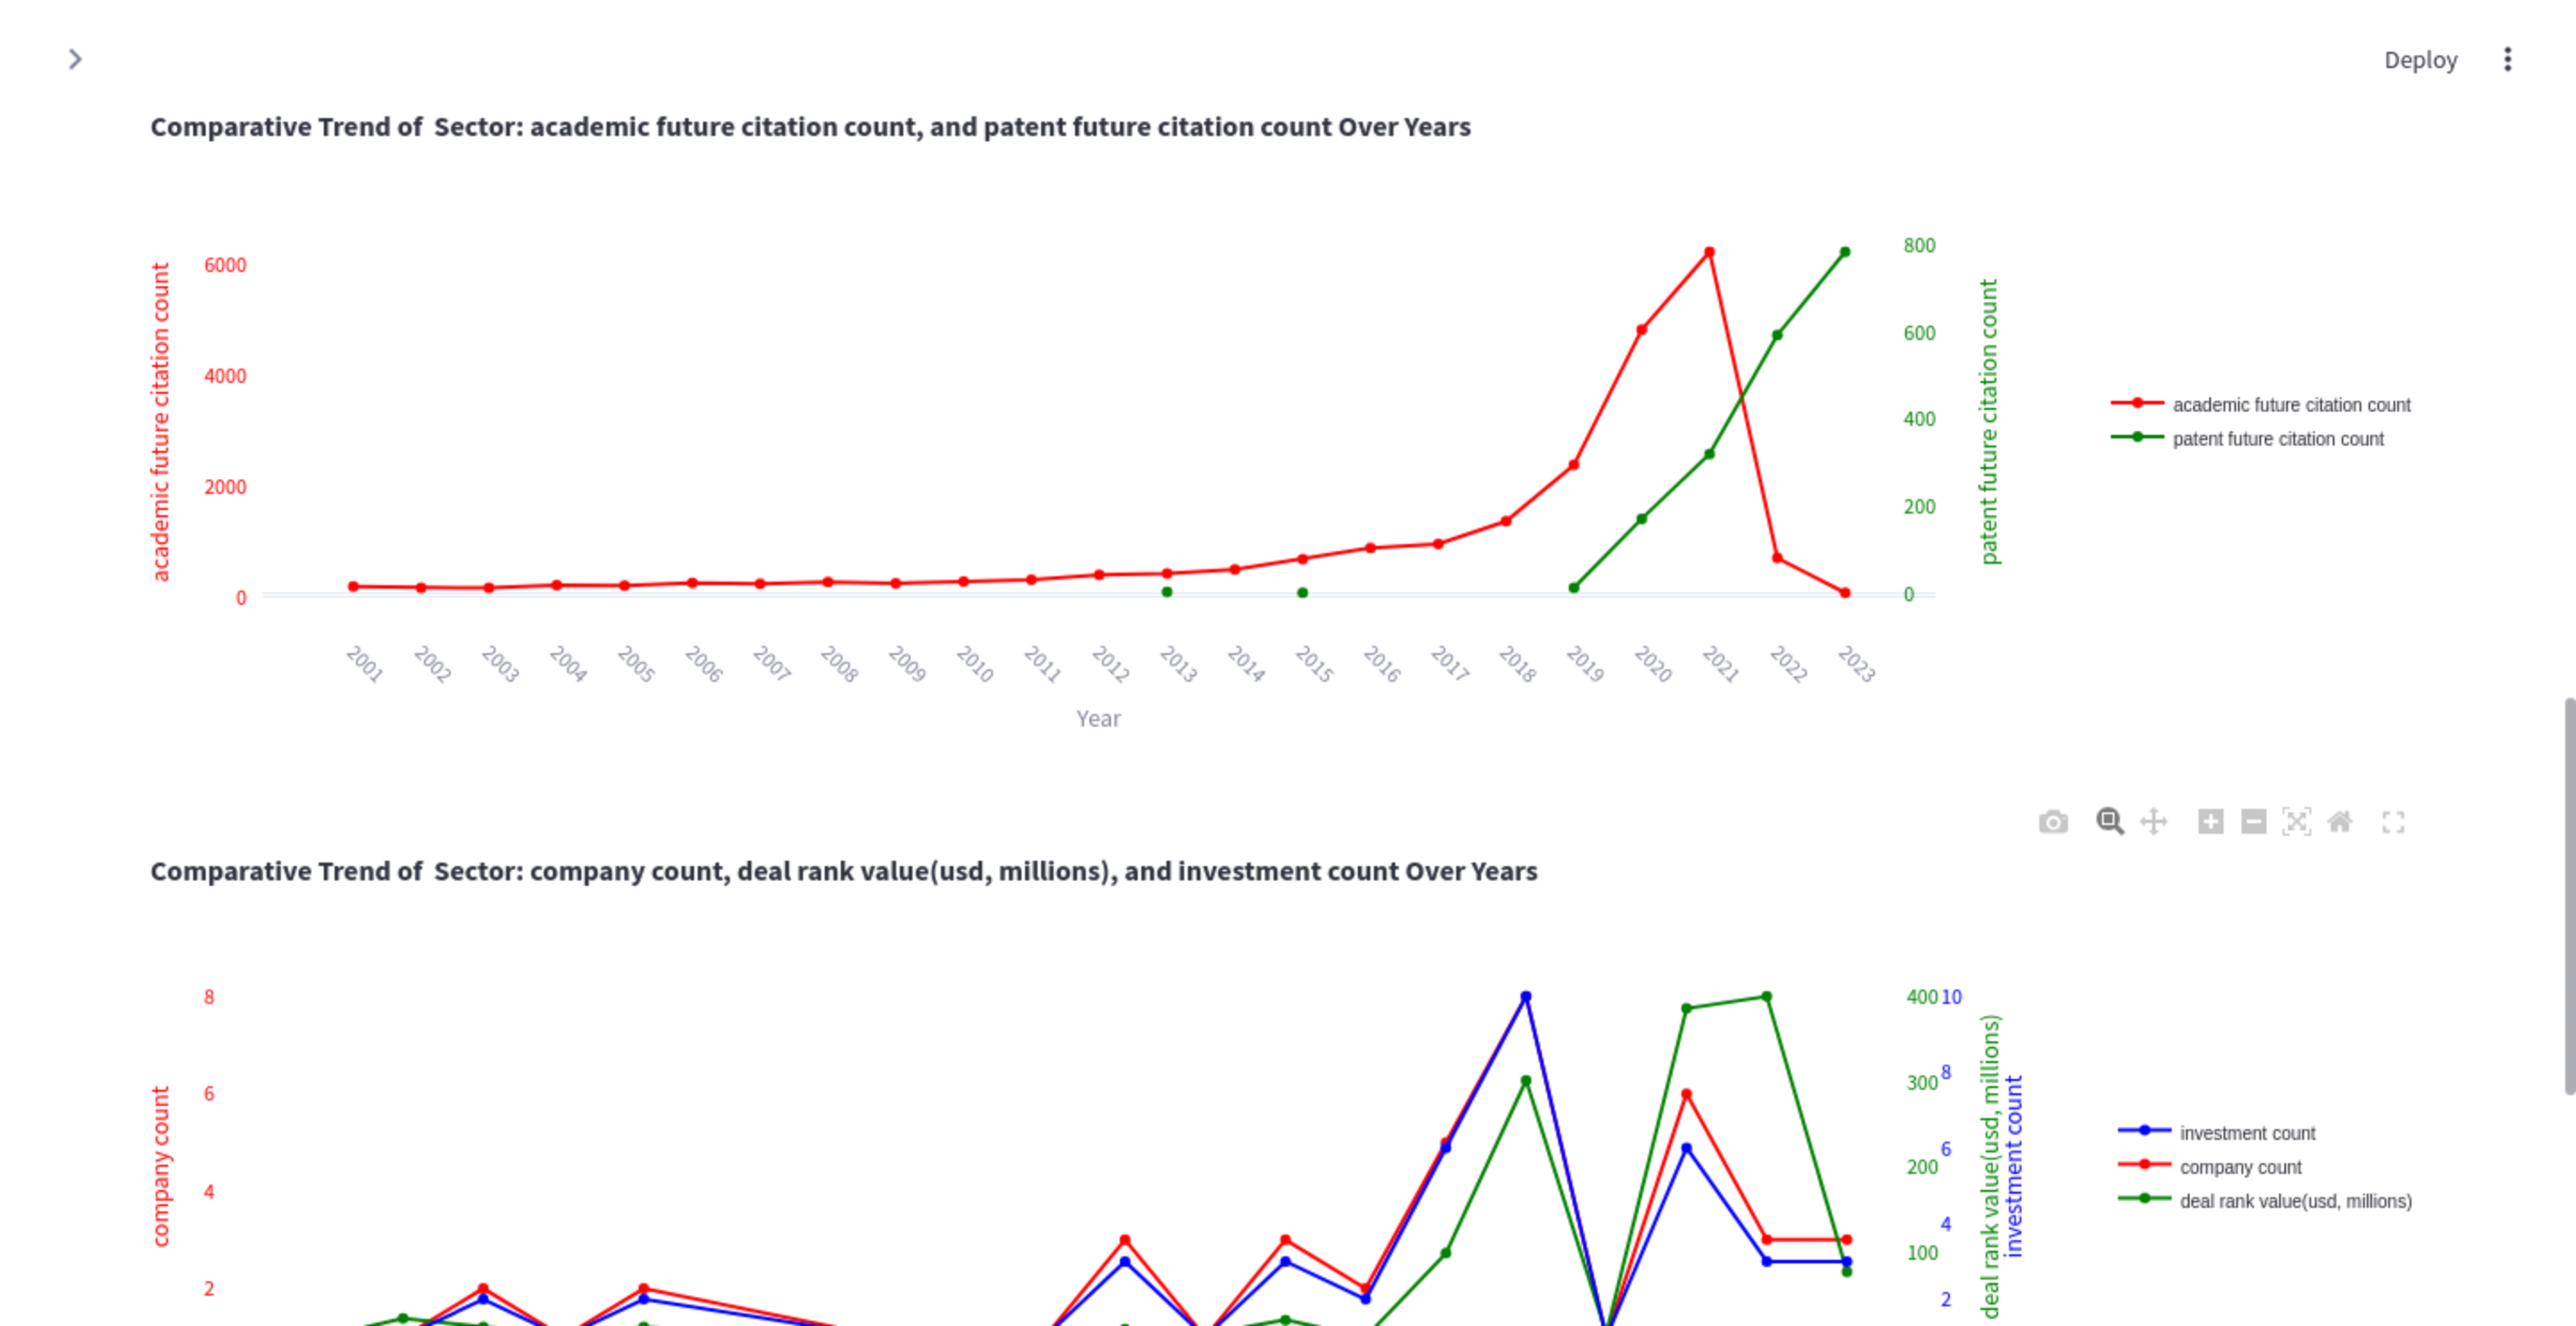 Deploy
Comparative Trend of  Sector: academic future citation count, and patent future citation count Over Years
academic future citation count
6000
4000
2000
0
800
600
400
200
0
patent future citation count
academic future citation count
patent future citation count
2001 2002 2003 2004 2005 2006 2007 2008 2009 2010 2011 2012 2013 2014 2015 2016 2017 2018 2019 2020 2021 2022 2023
Year
Comparative Trend of  Sector: company count, deal rank value(usd, millions), and investment count Over Years
company count
8
6
4
2
400
300
200
100
10
8
6
4
2
deal rank value(usd, millions)
investment count
investment count
company count
deal rank value(usd, millions)